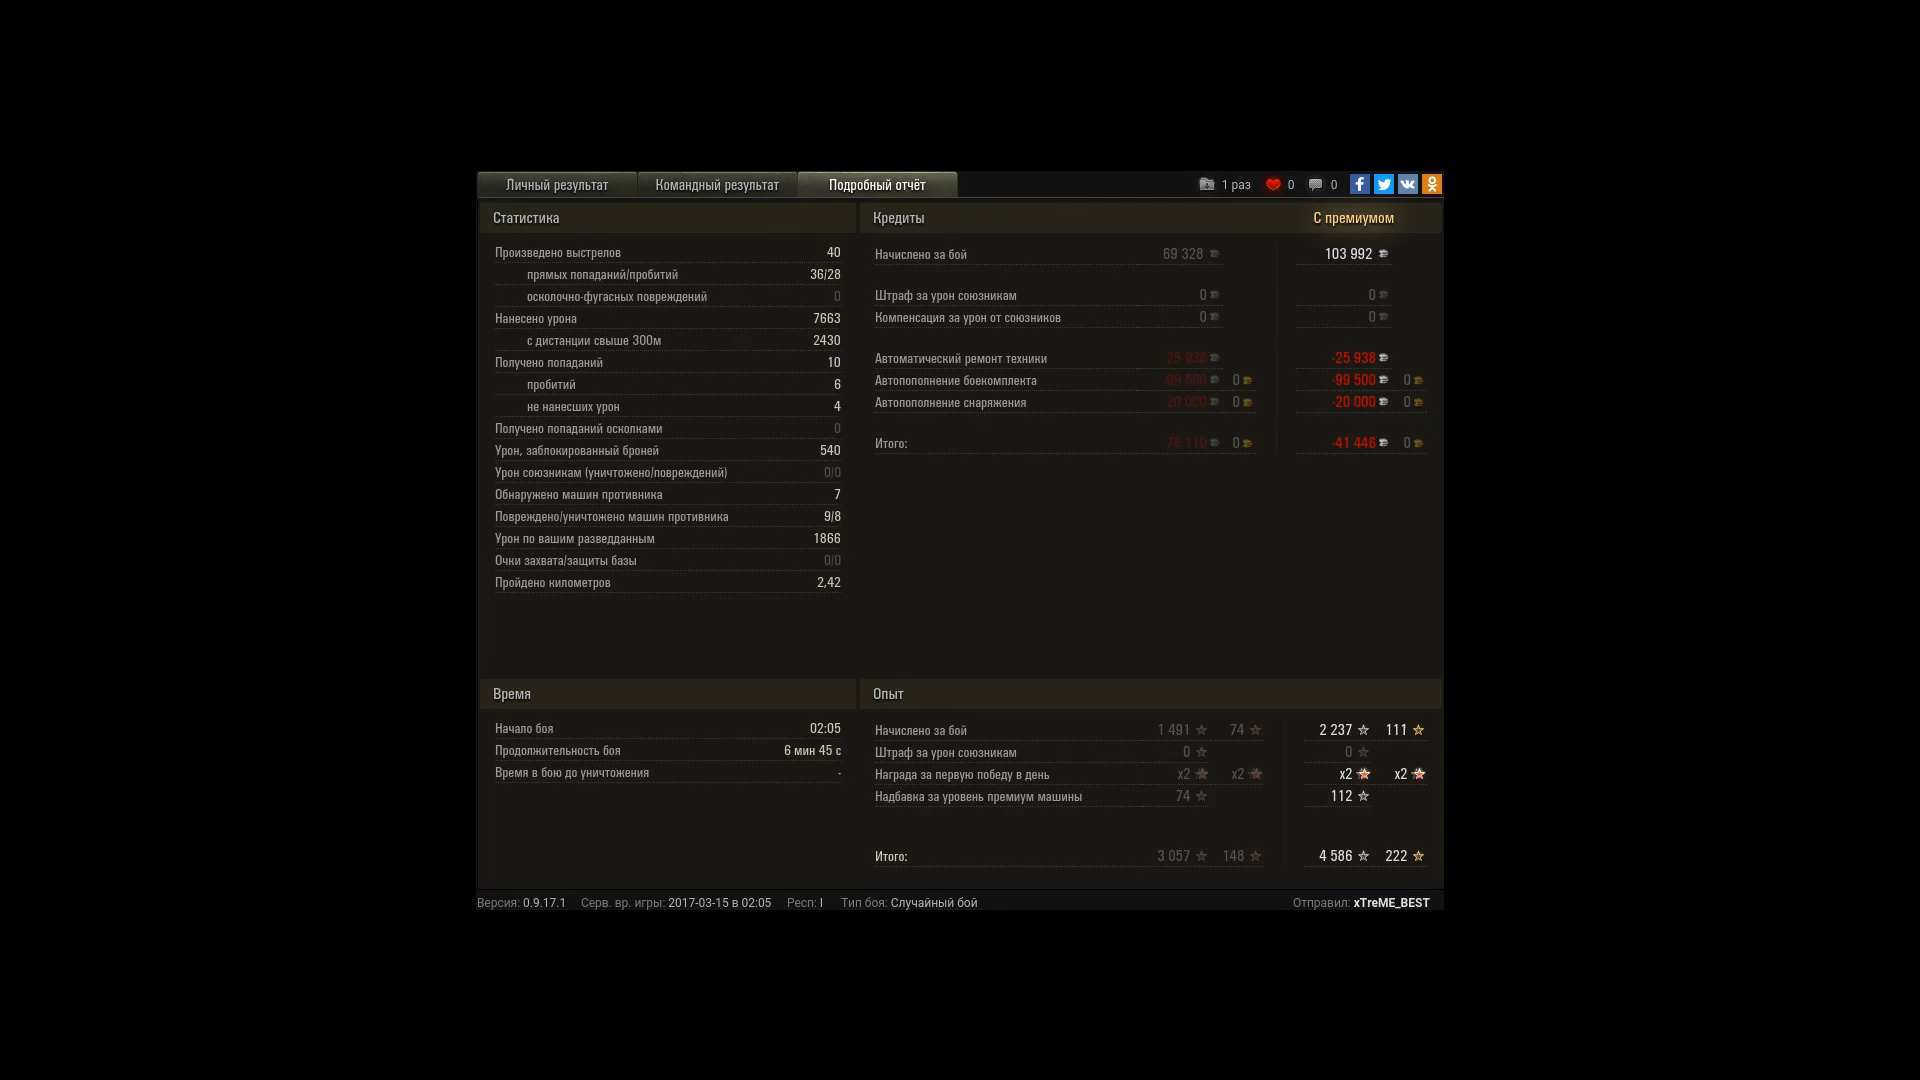 Личный результат Командный результат Подробный отчёт 1 раз 0 0
Статистика
Произведено выстрелов 40
прямых попаданий/пробитий 36/28
осколочно-фугасных повреждений 0
Нанесено урона 7663
с дистанции свыше 300м 2430
Получено попаданий 10
пробитий 6
не нанесших урон 4
Получено попаданий осколками 0
Урон, заблокированный броней 540
Урон союзникам (уничтожено/повреждений) 0/0
Обнаружено машин противника 7
Повреждено/уничтожено машин противника 9/8
Урон по вашим разведданным 1866
Очки захвата/защиты базы 0/0
Пройдено километров 2,42
Кредиты С премиумом
Начислено за бой 69 328 103 992
Штраф за урон союзникам 0 0
Компенсация за урон от союзников 0 0
Автоматический ремонт техники -25 938 -25 938
Автопополнение боекомплекта -99 500 0 -99 500 0
Автопополнение снаряжения -20 000 0 -20 000 0
Итого: -76 110 0 -41 446 0
Время
Начало боя 02:05
Продолжительность боя 6 мин 45 с
Время в бою до уничтожения -
Опыт
Начислено за бой 1 491 74 2 237 111
Штраф за урон союзникам 0 0
Награда за первую победу в день x2 x2 x2 x2
Надбавка за уровень премиум машины 74 112
Итого: 3 057 148 4 586 222
Версия: 0.9.17.1 Серв. вр. игры: 2017-03-15 в 02:05 Респ: I Тип боя: Случайный бой Отправил: xTreME_BEST